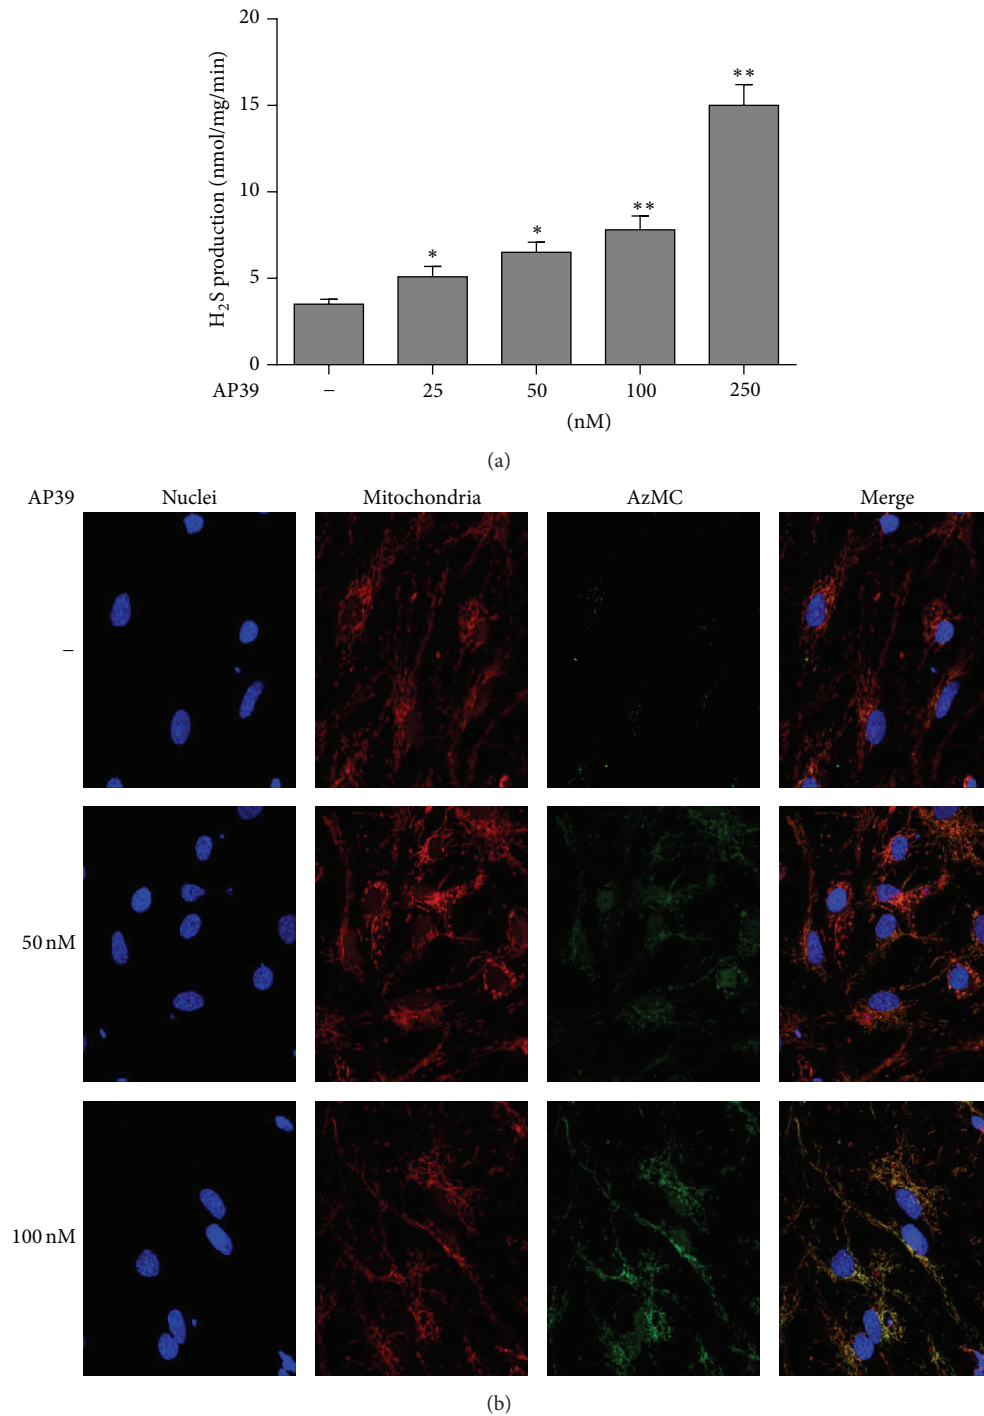 20
15
10
5
0
H₂S production (nmol/mg/min)
*
*
**
**
AP39 – 25 50 100 250
(nM)
(a)
AP39 Nuclei Mitochondria AzMC Merge
–
50 nM
100 nM
(b)